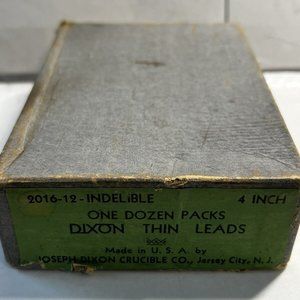 2016-12-INDELiBLE 4 INCH
ONE DOZEN PACKS
DIXON THIN LEADS
Made in U. S. A. by
JOSEPH DIXON CRUCIBLE CO., Jersey City, N. J.